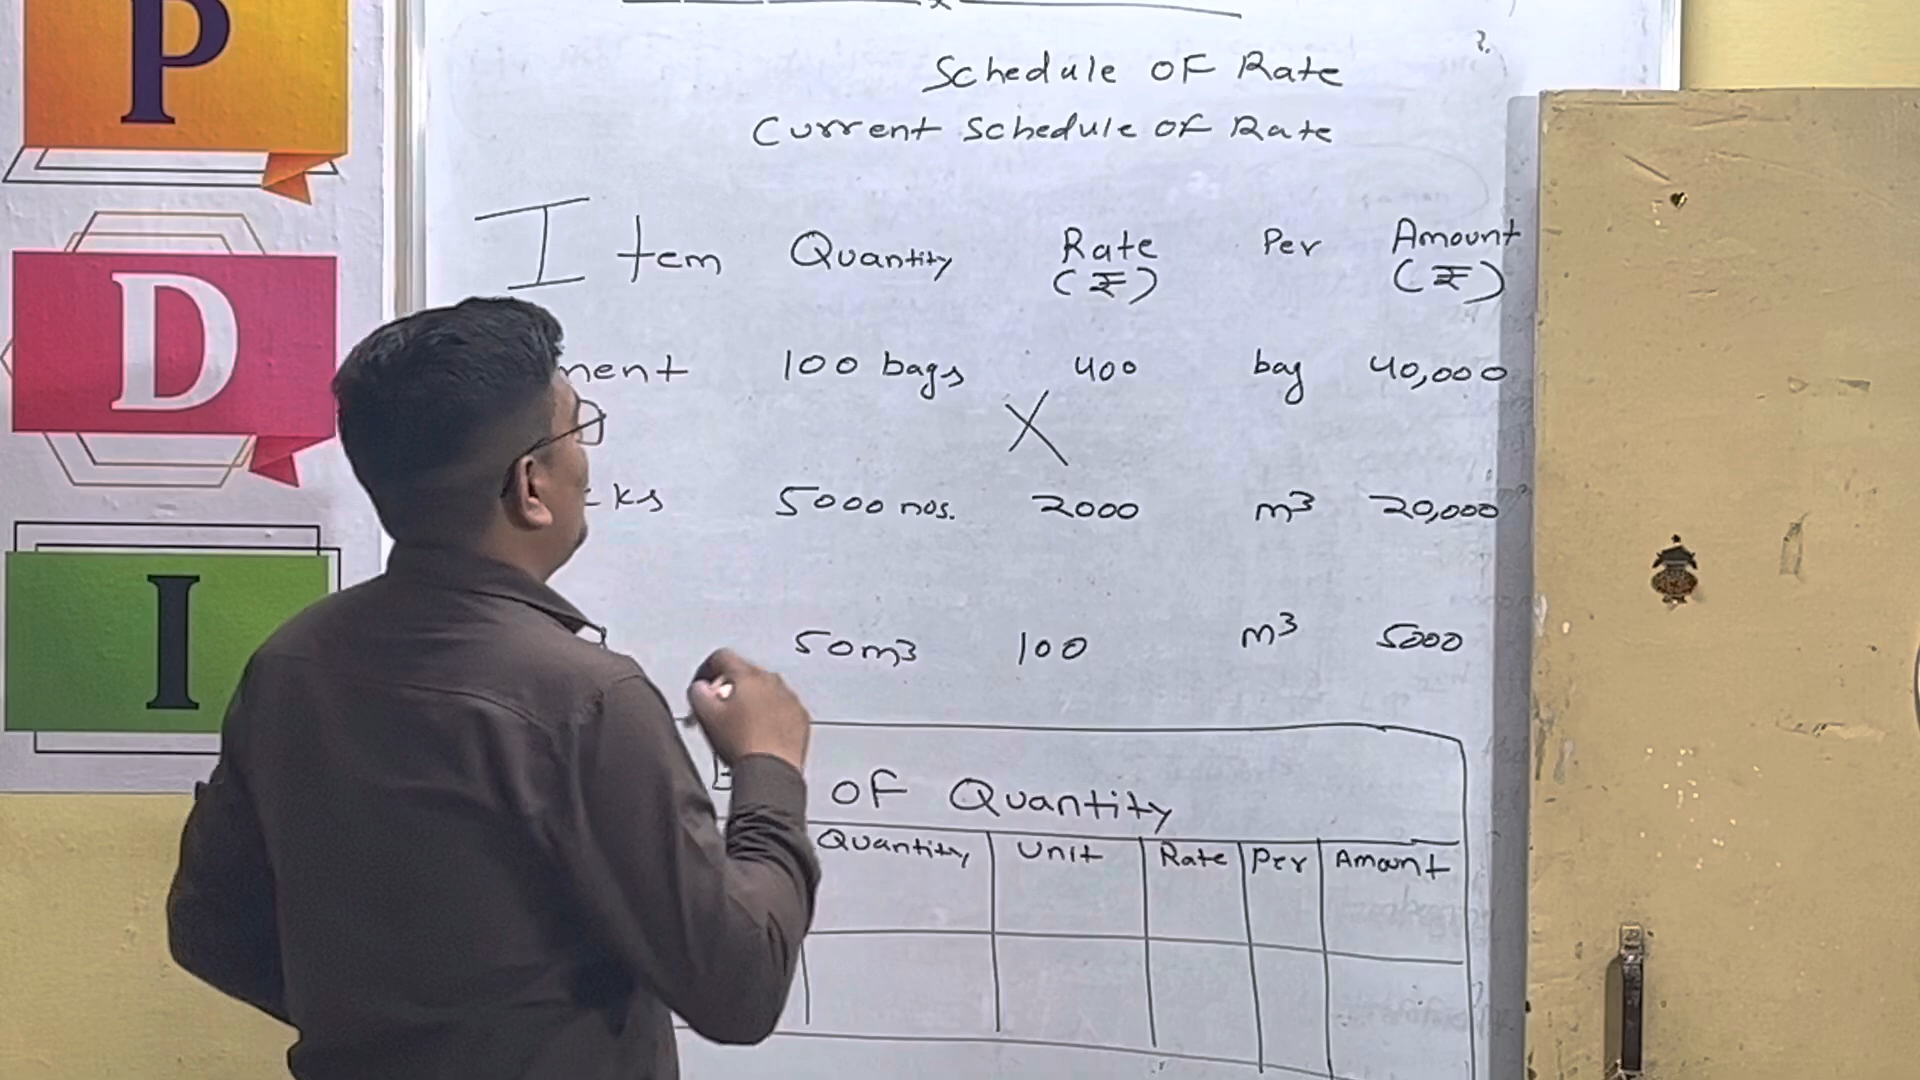 P
D
I
Schedule OF Rate
Current Schedule OF Rate
Item Quantity Rate (₹) Per Amount (₹)
ment 100 bags 400 bag 40,000
X
ks 5000 nos. 2000 m3 20,000
50m3 100 m3 5000
OF Quantity
Quantity Unit Rate Per Amount